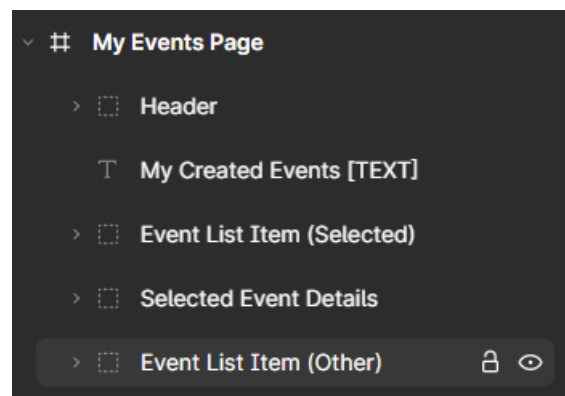 My Events Page
Header
My Created Events [TEXT]
Event List Item (Selected)
Selected Event Details
Event List Item (Other)